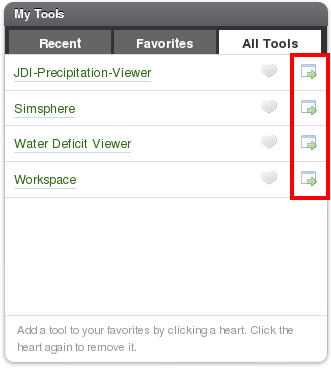 My Tools
Recent Favorites All Tools
JDI-Precipitation-Viewer
Simsphere
Water Deficit Viewer
Workspace
Add a tool to your favorites by clicking a heart. Click the
heart again to remove it.